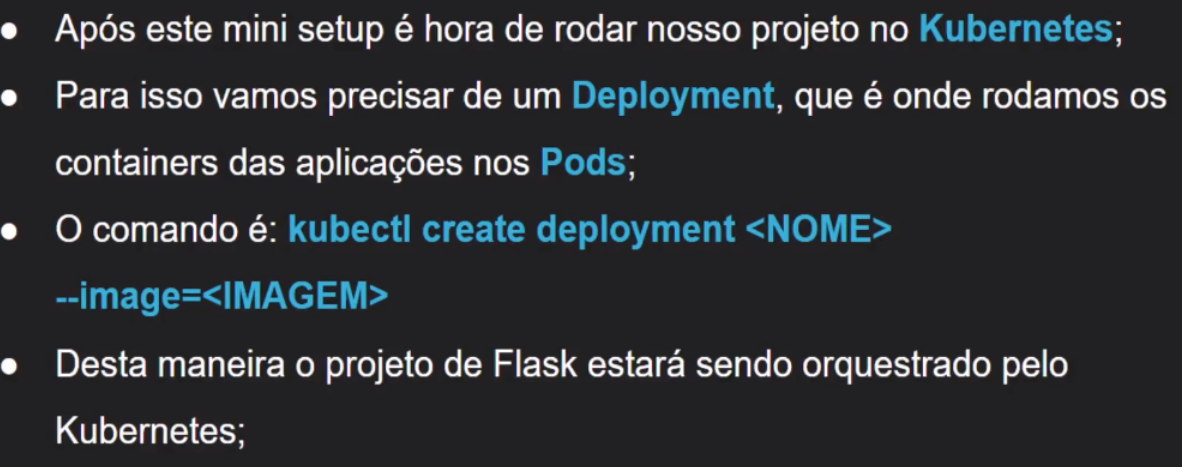 ● Após este mini setup é hora de rodar nosso projeto no Kubernetes;
● Para isso vamos precisar de um Deployment, que é onde rodamos os
containers das aplicações nos Pods;
● O comando é: kubectl create deployment <NOME>
--image=<IMAGEM>
● Desta maneira o projeto de Flask estará sendo orquestrado pelo
Kubernetes;